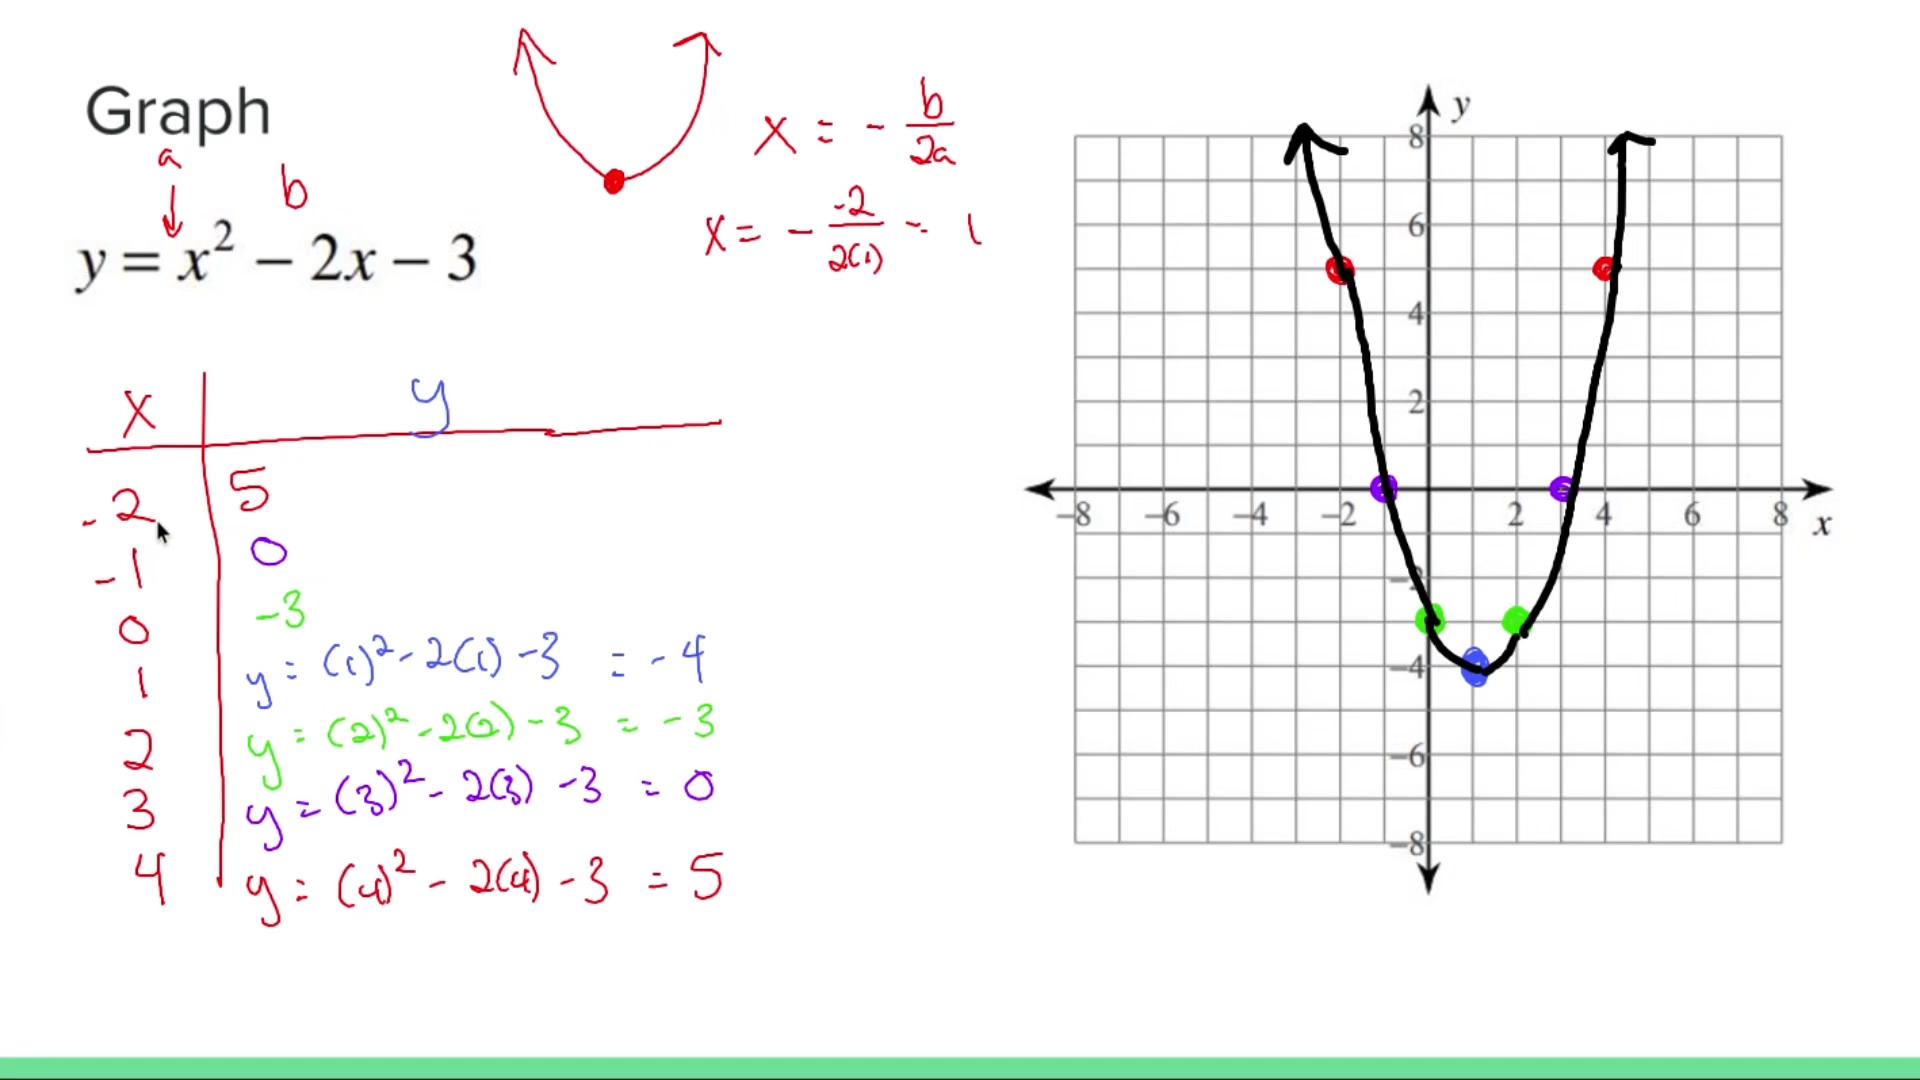 Graph
a
b
y = x² − 2x − 3
x = - b/2a
x = - -2/2(1) = 1
x | y
-2 | 5
-1 | 0
0 | -3
1 | y = (1)² - 2(1) - 3 = -4
2 | y = (2)² - 2(2) - 3 = -3
3 | y = (3)² - 2(3) - 3 = 0
4 | y = (4)² - 2(4) - 3 = 5
y
8
6
4
2
−8 −6 −4 −2 2 4 6 8 x
−2
−4
−6
−8